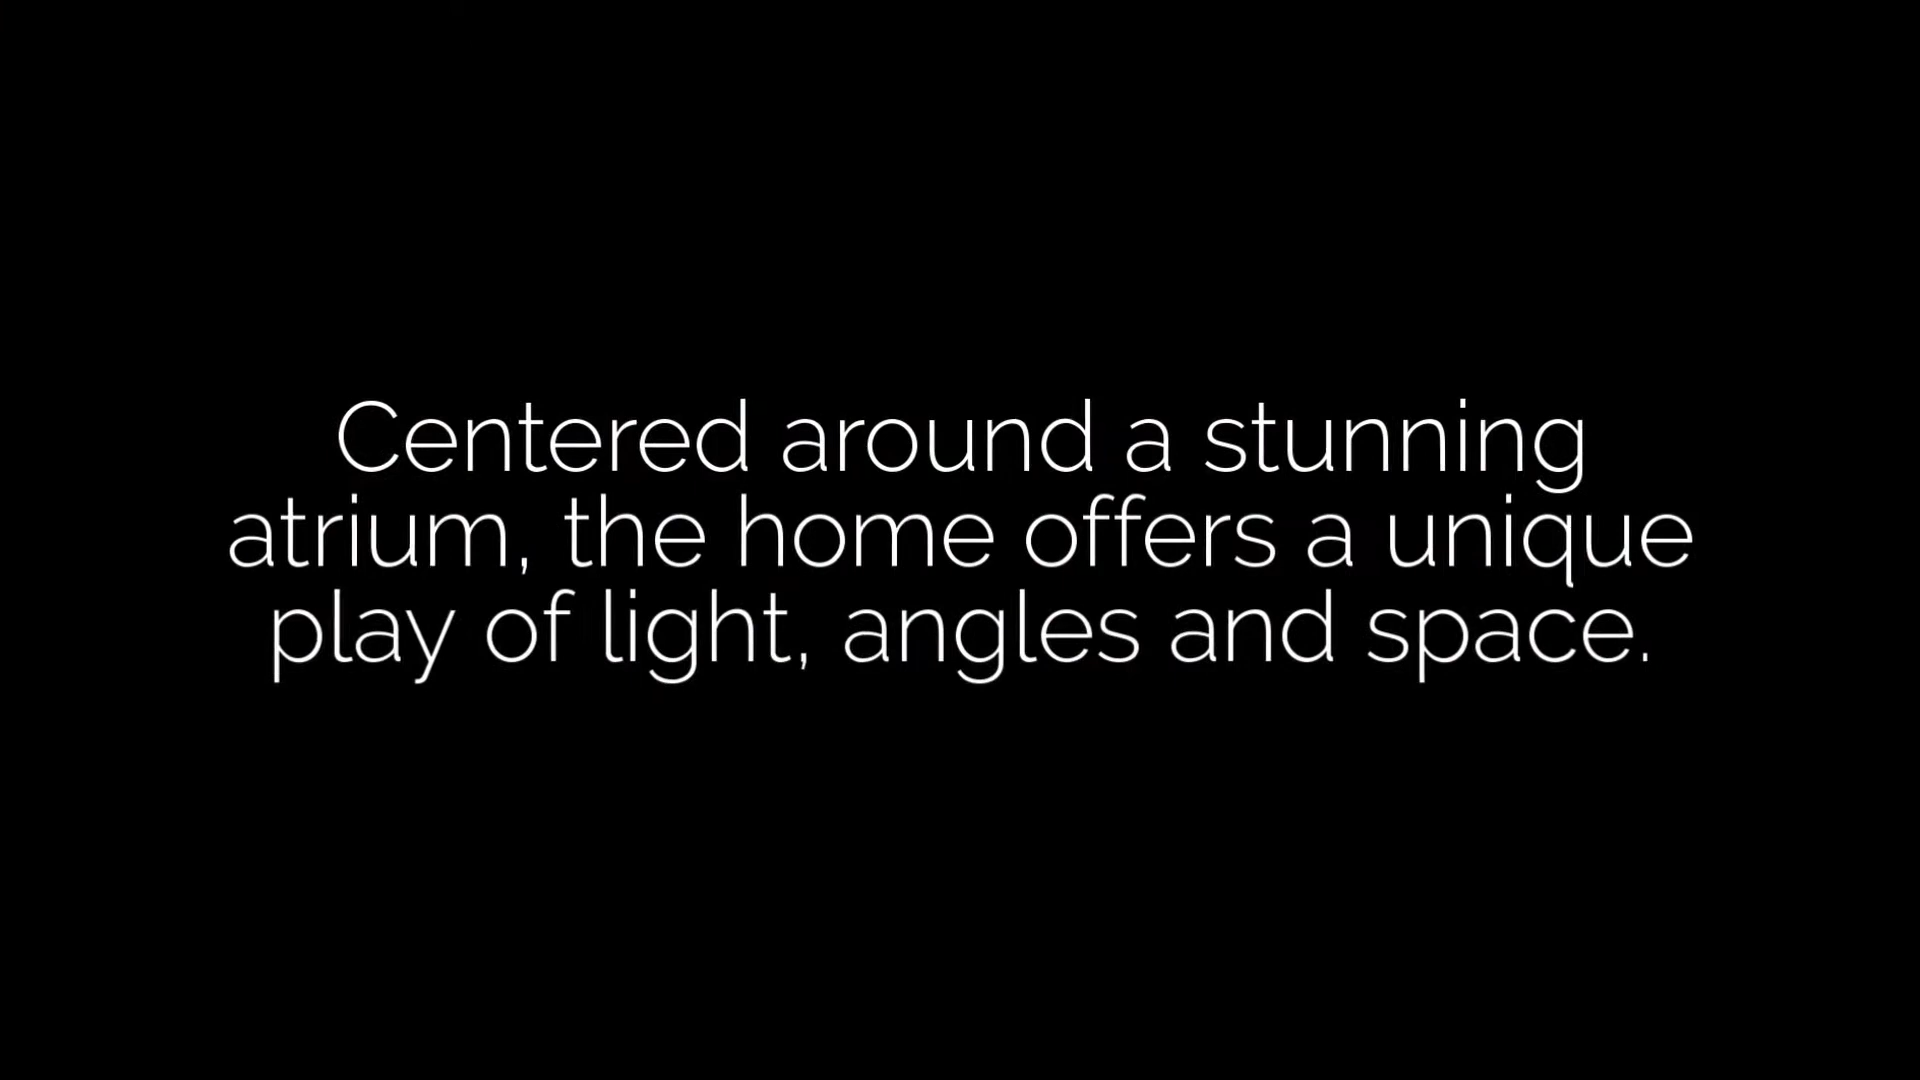 Centered around a stunning
atrium, the home offers a unique
play of light, angles and space.